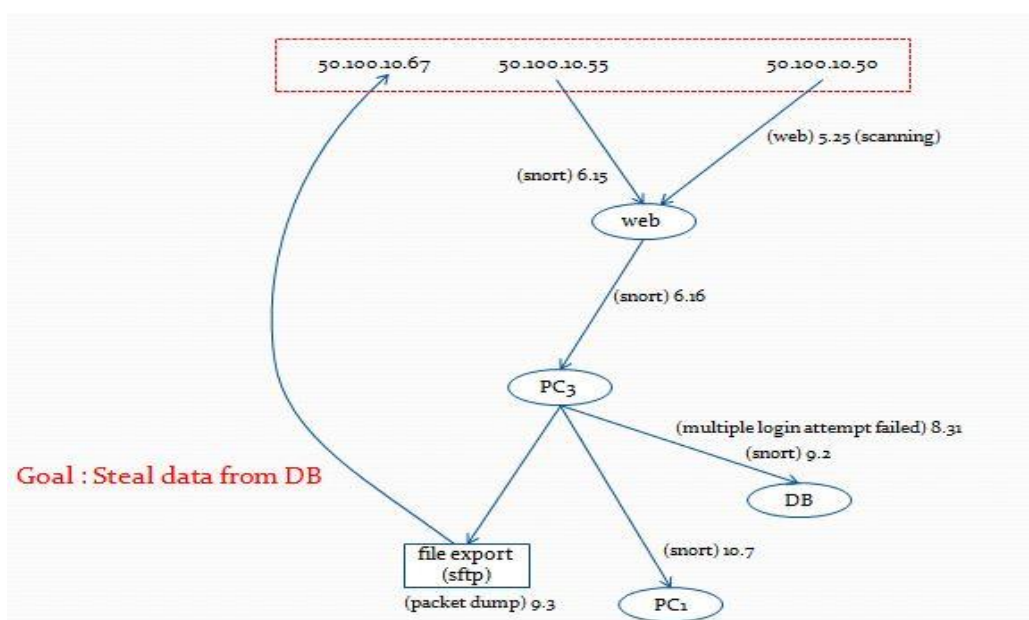 50.100.10.67 50.100.10.55 50.100.10.50
(web) 5.25 (scanning)
(snort) 6.15
web
(snort) 6.16
PC3
(multiple login attempt failed) 8.31
(snort) 9.2
Goal : Steal data from DB
DB
file export
(sftp)
(snort) 10.7
(packet dump) 9.3
PC1